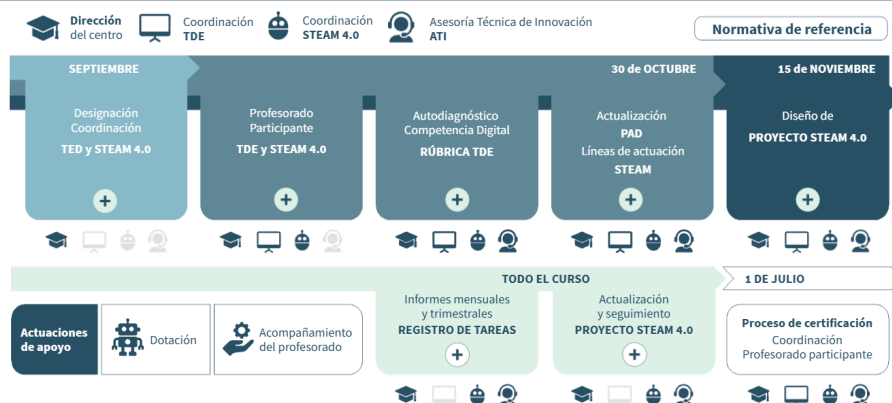 Dirección
del centro
Coordinación
TDE
Coordinación
STEAM 4.0
Asesoría Técnica de Innovación
ATI
Normativa de referencia
SEPTIEMBRE
30 de OCTUBRE
15 de NOVIEMBRE
Designación
Coordinación
TED y STEAM 4.0
Profesorado
Participante
TDE y STEAM 4.0
Autodiagnóstico
Competencia Digital
RÚBRICA TDE
Actualización
PAD
Líneas de actuación
STEAM
Diseño de
PROYECTO STEAM 4.0
TODO EL CURSO
1 DE JULIO
Actuaciones
de apoyo
Dotación
Acompañamiento
del profesorado
Informes mensuales
y trimestrales
REGISTRO DE TAREAS
Actualización
y seguimiento
PROYECTO STEAM 4.0
Proceso de certificación
Coordinación
Profesorado participante